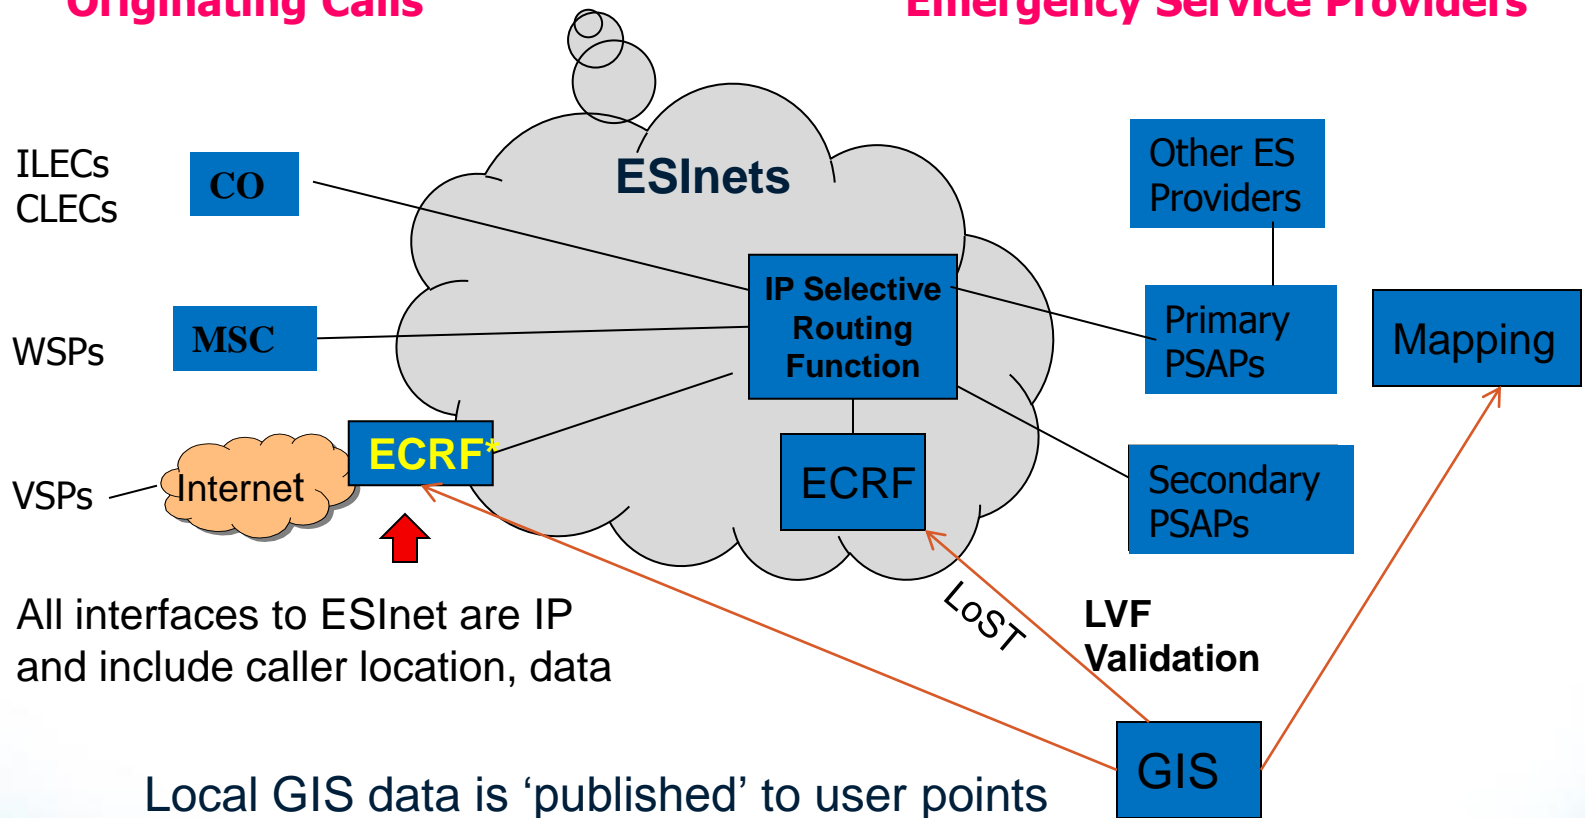 Originating Calls
Emergency Service Providers
ESInets
ILECs
CLECs
CO
WSPs
MSC
VSPs
Internet
ECRF*
IP Selective
Routing
Function
ECRF
Other ES
Providers
Primary
PSAPs
Mapping
Secondary
PSAPs
All interfaces to ESInet are IP
and include caller location, data
LoST
LVF
Validation
GIS
Local GIS data is ‘published’ to user points